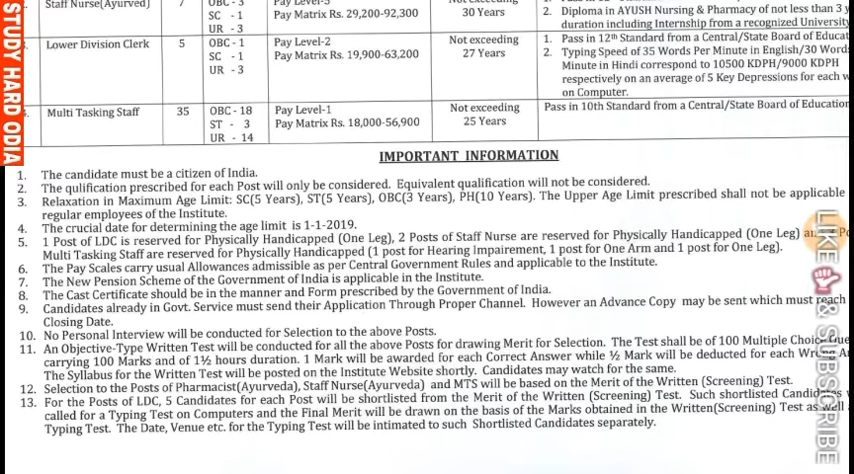 STUDY HARD ODIA
Staff Nurse(Ayurved) 7 OBC - 3 Pay Level-5
SC - 1 Pay Matrix Rs. 29,200-92,300 30 Years 2. Diploma in AYUSH Nursing & Pharmacy of not less than 3 y
UR - 3 duration including Internship from a recognized University
Lower Division Clerk 5 OBC - 1 Pay Level-2 Not exceeding 1. Pass in 12th Standard from a Central/State Board of Educat
SC - 1 Pay Matrix Rs. 19,900-63,200 27 Years 2. Typing Speed of 35 Words Per Minute in English/30 Word
UR - 3 Minute in Hindi correspond to 10500 KDPH/9000 KDPH
respectively on an average of 5 Key Depressions for each w
on Computer.
Multi Tasking Staff 35 OBC - 18 Pay Level-1 Not exceeding Pass in 10th Standard from a Central/State Board of Education
ST - 3 Pay Matrix Rs. 18,000-56,900 25 Years
UR - 14
IMPORTANT INFORMATION
1. The candidate must be a citizen of India.
2. The qulification prescribed for each Post will only be considered. Equivalent qualification will not be considered.
3. Relaxation in Maximum Age Limit: SC(5 Years), ST(5 Years), OBC(3 Years), PH(10 Years). The Upper Age Limit prescribed shall not be applicable
regular employees of the Institute.
4. The crucial date for determining the age limit is 1-1-2019.
5. 1 Post of LDC is reserved for Physically Handicapped (One Leg), 2 Posts of Staff Nurse are reserved for Physically Handicapped (One Leg)
Multi Tasking Staff are reserved for Physically Handicapped (1 post for Hearing Impairement, 1 post for One Arm and 1 post for One Leg).
6. The Pay Scales carry usual Allowances admissible as per Central Government Rules and applicable to the Institute.
7. The New Pension Scheme of the Government of India is applicable in the Institute.
8. The Cast Certificate should be in the manner and Form prescribed by the Government of India.
9. Candidates already in Govt. Service must send their Application Through Proper Channel. However an Advance Copy may be sent which must reach
Closing Date.
10. No Personal Interview will be conducted for Selection to the above Posts.
11. An Objective-Type Written Test will be conducted for all the above Posts for drawing Merit for Selection. The Test shall be of 100 Multiple
carrying 100 Marks and of 1½ hours duration. 1 Mark will be awarded for each Correct Answer while ½ Mark will be deducted for each
The Syllabus for the Written Test will be posted on the Institute Website shortly. Candidates may watch for the same.
12. Selection to the Posts of Pharmacist(Ayurveda), Staff Nurse(Ayurveda) and MTS will be based on the Merit of the Written (Screening) Test.
13. For the Posts of LDC, 5 Candidates for each Post will be shortlisted from the Merit of the Written (Screening) Test. Such shortlisted Candidates
called for a Typing Test on Computers and the Final Merit will be drawn on the basis of the Marks obtained in the Written(Screening) Test as well
Typing Test. The Date, Venue etc. for the Typing Test will be intimated to such Shortlisted Candidates separately.
LIKE & SUBSCRIBE